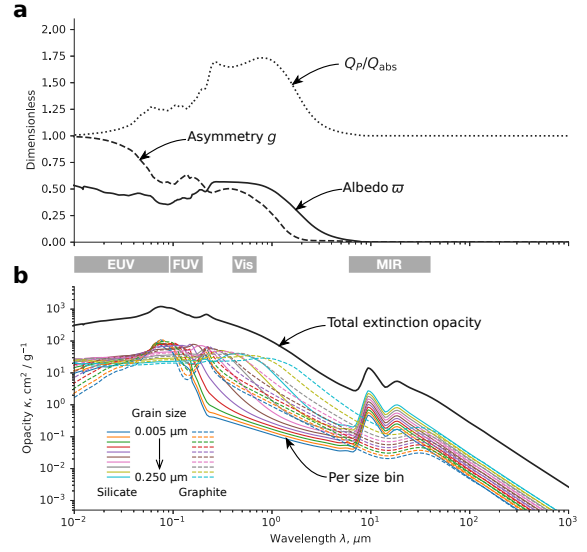 a
2.00
1.75
1.50
1.25
1.00
0.75
0.50
0.25
0.00
Dimensionless
Q_P/Q_abs
Asymmetry g
Albedo ϖ
EUV
FUV
Vis
MIR
b
10^3
10^2
10^1
10^0
10^-1
10^-2
10^-3
Opacity κ, cm^2 / g^-1
Total extinction opacity
Grain size
0.005 μm
0.250 μm
Silicate
Graphite
Per size bin
10^-2
10^-1
10^0
10^1
10^2
10^3
Wavelength λ, μm